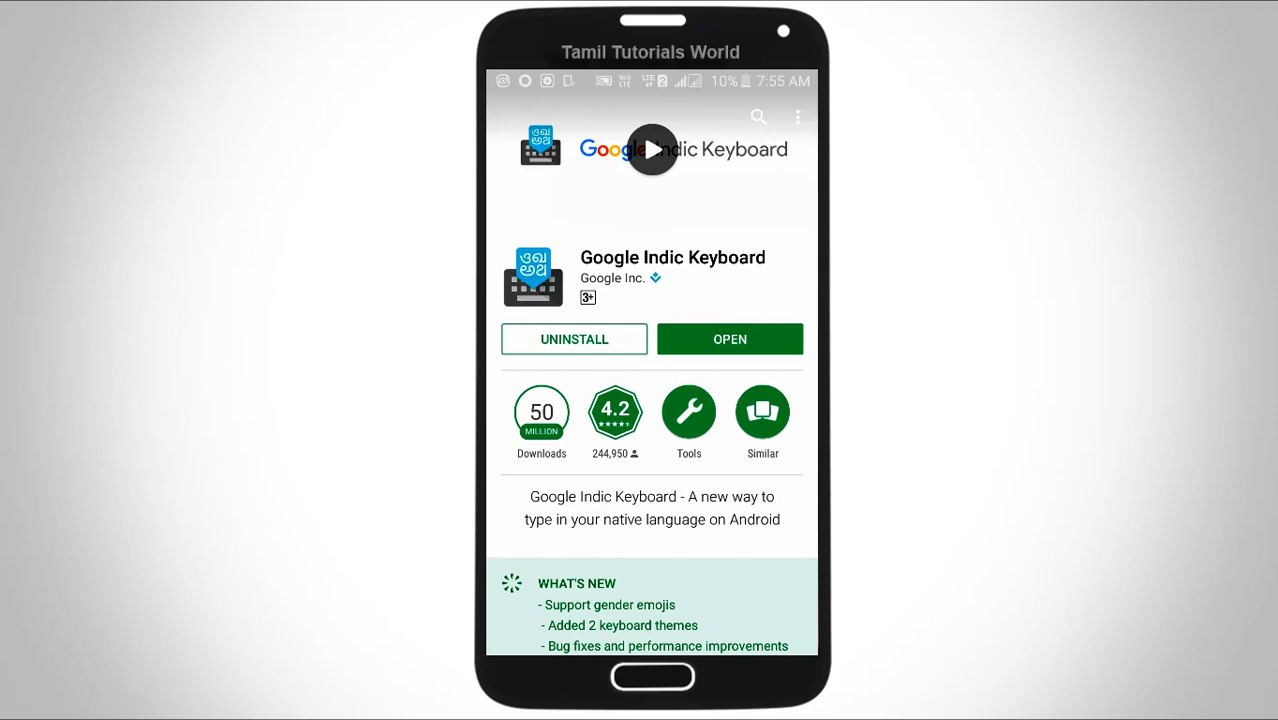 Tamil Tutorials World
LTE 2 10% 7:55 AM
Google Indic Keyboard
Google Indic Keyboard
Google Inc.
3+
UNINSTALL OPEN
50 MILLION 4.2
Downloads 244,950 Tools Similar
Google Indic Keyboard - A new way to
type in your native language on Android
WHAT'S NEW
- Support gender emojis
- Added 2 keyboard themes
- Bug fixes and performance improvements